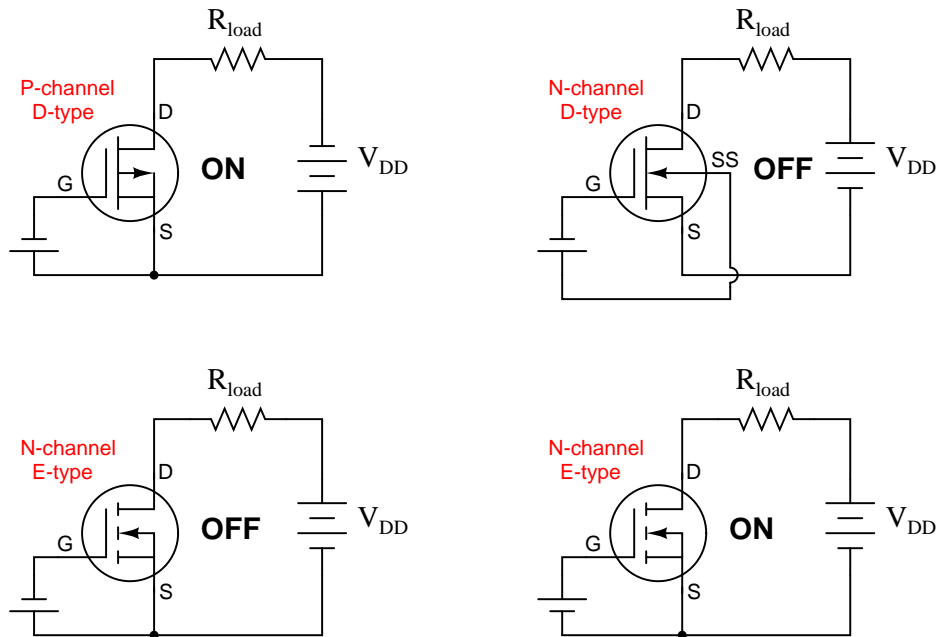 R_load
P-channel
D-type
D
ON
V_DD
G
S
R_load
N-channel
D-type
D
SS
OFF
V_DD
G
S
R_load
N-channel
E-type
D
OFF
V_DD
G
S
R_load
N-channel
E-type
D
ON
V_DD
G
S